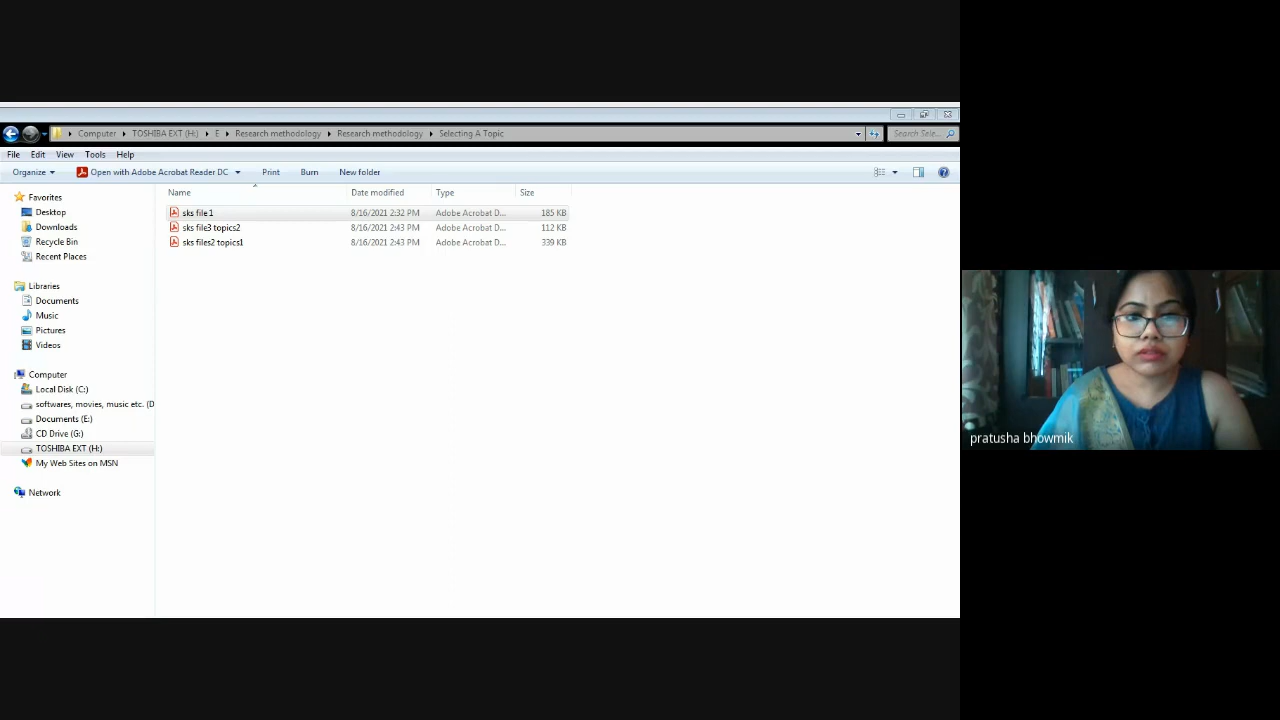 Computer TOSHIBA EXT (H:) E Research methodology Research methodology Selecting A Topic Search Sele...
File Edit View Tools Help
Organize Open with Adobe Acrobat Reader DC Print Burn New folder
Name Date modified Type Size
Favorites
Desktop
Downloads
Recycle Bin
Recent Places
Libraries
Documents
Music
Pictures
Videos
Computer
Local Disk (C:)
softwares, movies, music etc. (D
Documents (E:)
CD Drive (G:)
TOSHIBA EXT (H:)
My Web Sites on MSN
Network
sks file 1 8/16/2021 2:32 PM Adobe Acrobat D... 185 KB
sks file3 topics2 8/16/2021 2:43 PM Adobe Acrobat D... 112 KB
sks files2 topics1 8/16/2021 2:43 PM Adobe Acrobat D... 339 KB
pratusha bhowmik